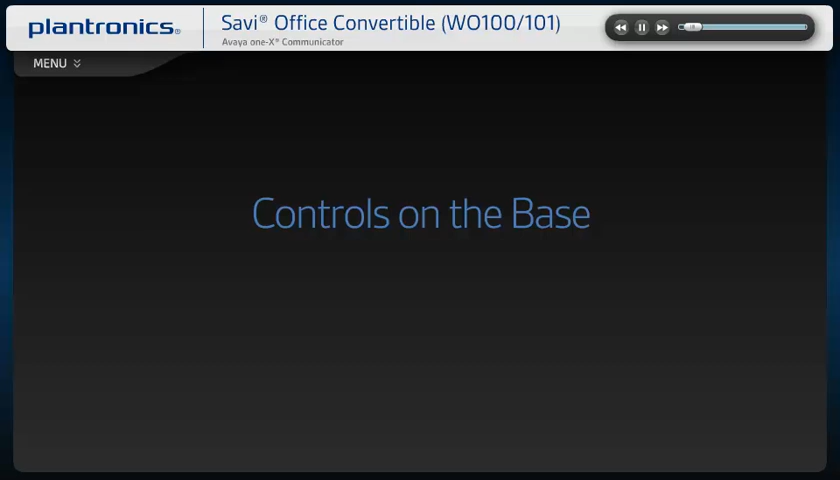 plantronics®
Savi® Office Convertible (WO100/101)
Avaya one-X® Communicator
MENU
Controls on the Base